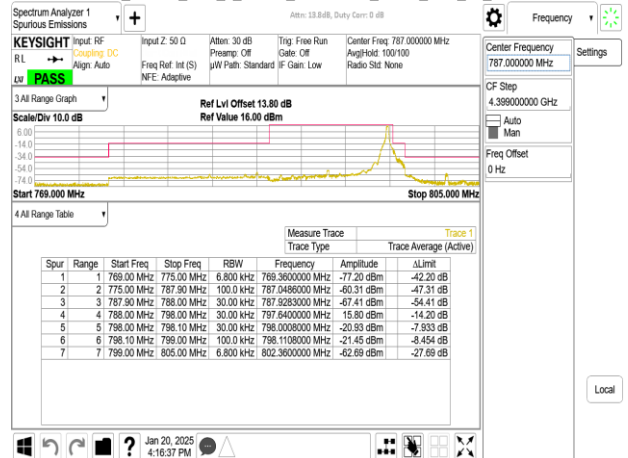 Spectrum Analyzer 1
Spurious Emissions
Attn: 13.8dB, Duty Corr: 0 dB
Frequency
KEYSIGHT
RL
LXI
PASS
Input: RF
Coupling: DC
Align: Auto
Input Z: 50 Ω
Freq Ref: Int (S)
NFE: Adaptive
Atten: 30 dB
Preamp: Off
µW Path: Standard
Trig: Free Run
Gate: Off
IF Gain: Low
Center Freq: 787.000000 MHz
Avg|Hold: 100/100
Radio Std: None
Center Frequency
787.000000 MHz
Settings
CF Step
4.399000000 GHz
Auto
Man
Freq Offset
0 Hz
Local
3 All Range Graph
Scale/Div 10.0 dB
Ref Lvl Offset 13.80 dB
Ref Value 16.00 dBm
6.00
-14.0
-34.0
-54.0
-74.0
Start 769.000 MHz
Stop 805.000 MHz
4 All Range Table
Measure Trace Trace 1
Trace Type Trace Average (Active)
Spur Range Start Freq Stop Freq RBW Frequency Amplitude ΔLimit
1 1 769.00 MHz 775.00 MHz 6.800 kHz 769.3600000 MHz -77.20 dBm -42.20 dB
2 2 775.00 MHz 787.90 MHz 100.0 kHz 787.0486000 MHz -60.31 dBm -47.31 dB
3 3 787.90 MHz 788.00 MHz 30.00 kHz 787.9283000 MHz -67.41 dBm -54.41 dB
4 4 788.00 MHz 798.00 MHz 30.00 kHz 797.6400000 MHz 15.80 dBm -14.20 dB
5 5 798.00 MHz 798.10 MHz 30.00 kHz 798.0008000 MHz -20.93 dBm -7.933 dB
6 6 798.10 MHz 799.00 MHz 100.0 kHz 798.1108000 MHz -21.45 dBm -8.454 dB
7 7 799.00 MHz 805.00 MHz 6.800 kHz 802.3600000 MHz -62.69 dBm -27.69 dB
Jan 20, 2025
4:16:37 PM